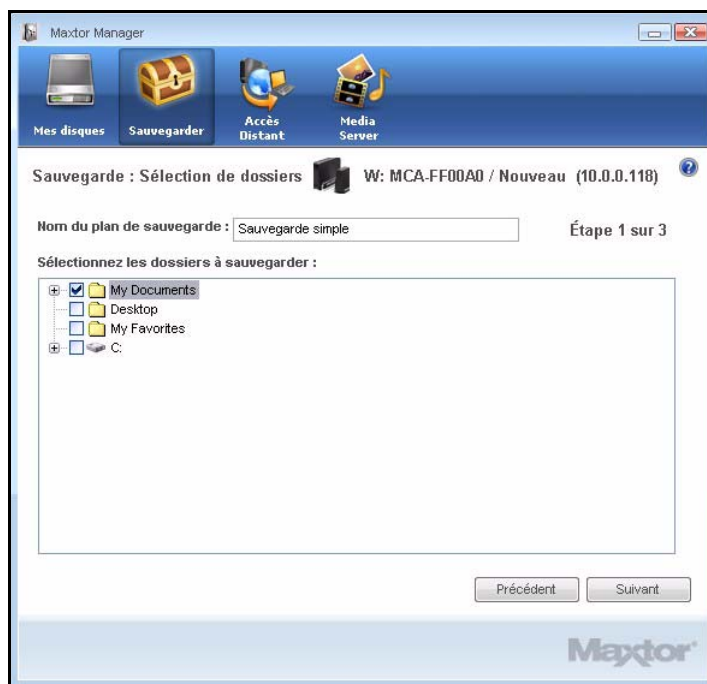 Maxtor Manager
Mes disques
Sauvegarder
Accès
Distant
Media
Server
Sauvegarde : Sélection de dossiers W: MCA-FF00A0 / Nouveau (10.0.0.118) ?
Nom du plan de sauvegarde : Sauvegarde simple Étape 1 sur 3
Sélectionnez les dossiers à sauvegarder :
My Documents
Desktop
My Favorites
C:
Précédent Suivant
Maxtor